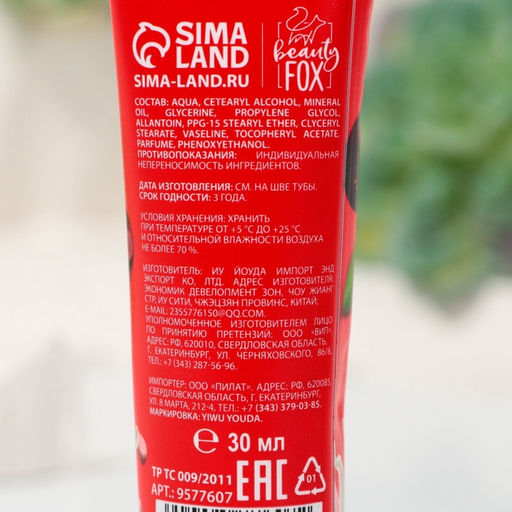 SIMA
LAND
SIMA-LAND.RU
beauty
FOX
СОСТАВ: AQUA, CETEARYL ALCOHOL, MINERAL
OIL, GLYCERINE, PROPYLENE GLYCOL,
ALLANTOIN, PPG-15 STEARYL ETHER, CLYCERYL
STEARATE, VASELINE, TOCOPHERYL ACETATE,
PARFUME, PHENOXYETHANOL.
ПРОТИВОПОКАЗАНИЯ: ИНДИВИДУАЛЬНАЯ
НЕПЕРЕНОСИМОСТЬ ИНГРЕДИЕНТОВ.
ДАТА ИЗГОТОВЛЕНИЯ: СМ. НА ШВЕ ТУБЫ.
СРОК ГОДНОСТИ: 3 ГОДА.
УСЛОВИЯ ХРАНЕНИЯ: ХРАНИТЬ
ПРИ ТЕМПЕРАТУРЕ ОТ +5 °С ДО +25 °С
И ОТНОСИТЕЛЬНОЙ ВЛАЖНОСТИ ВОЗДУХА
НЕ БОЛЕЕ 70 %.
ИЗГОТОВИТЕЛЬ: ИУ ЙОУДА ИМПОРТ ЭНД
ЭКСПОРТ КО, ЛТД. АДРЕС ИЗГОТОВИТЕЛЯ:
ЭКОНОМИК ДЕВЕЛОПМЕНТ ЗОН, ЧОУ ЖИАНГ
СТР, ИУ СИТИ, ЧЖЭЦЗЯН ПРОВИНС, КИТАЙ;
E-MAIL: 2355776150@QQ.COM.
УПОЛНОМОЧЕННОЕ ИЗГОТОВИТЕЛЕМ ЛИЦО
ПО ПРИНЯТИЮ ПРЕТЕНЗИЙ: ООО «ВИП»,
АДРЕС: РФ, 620010, СВЕРДЛОВСКАЯ ОБЛАСТЬ,
Г. ЕКАТЕРИНБУРГ, УЛ. ЧЕРНЯХОВСКОГО, 86/8,
ТЕЛ.: +7 (343) 287-56-96.
ИМПОРТЕР: ООО «ПИЛАТ», АДРЕС: РФ, 620085,
СВЕРДЛОВСКАЯ ОБЛАСТЬ, Г. ЕКАТЕРИНБУРГ,
УЛ. 8 МАРТА, 212-4, ТЕЛ.: +7 (343) 379-03-85.
МАРКИРОВКА: YIWU YOUDA.
℮ 30 мл
ТР ТС 009/2011
АРТ.: 9577607
EAC
01